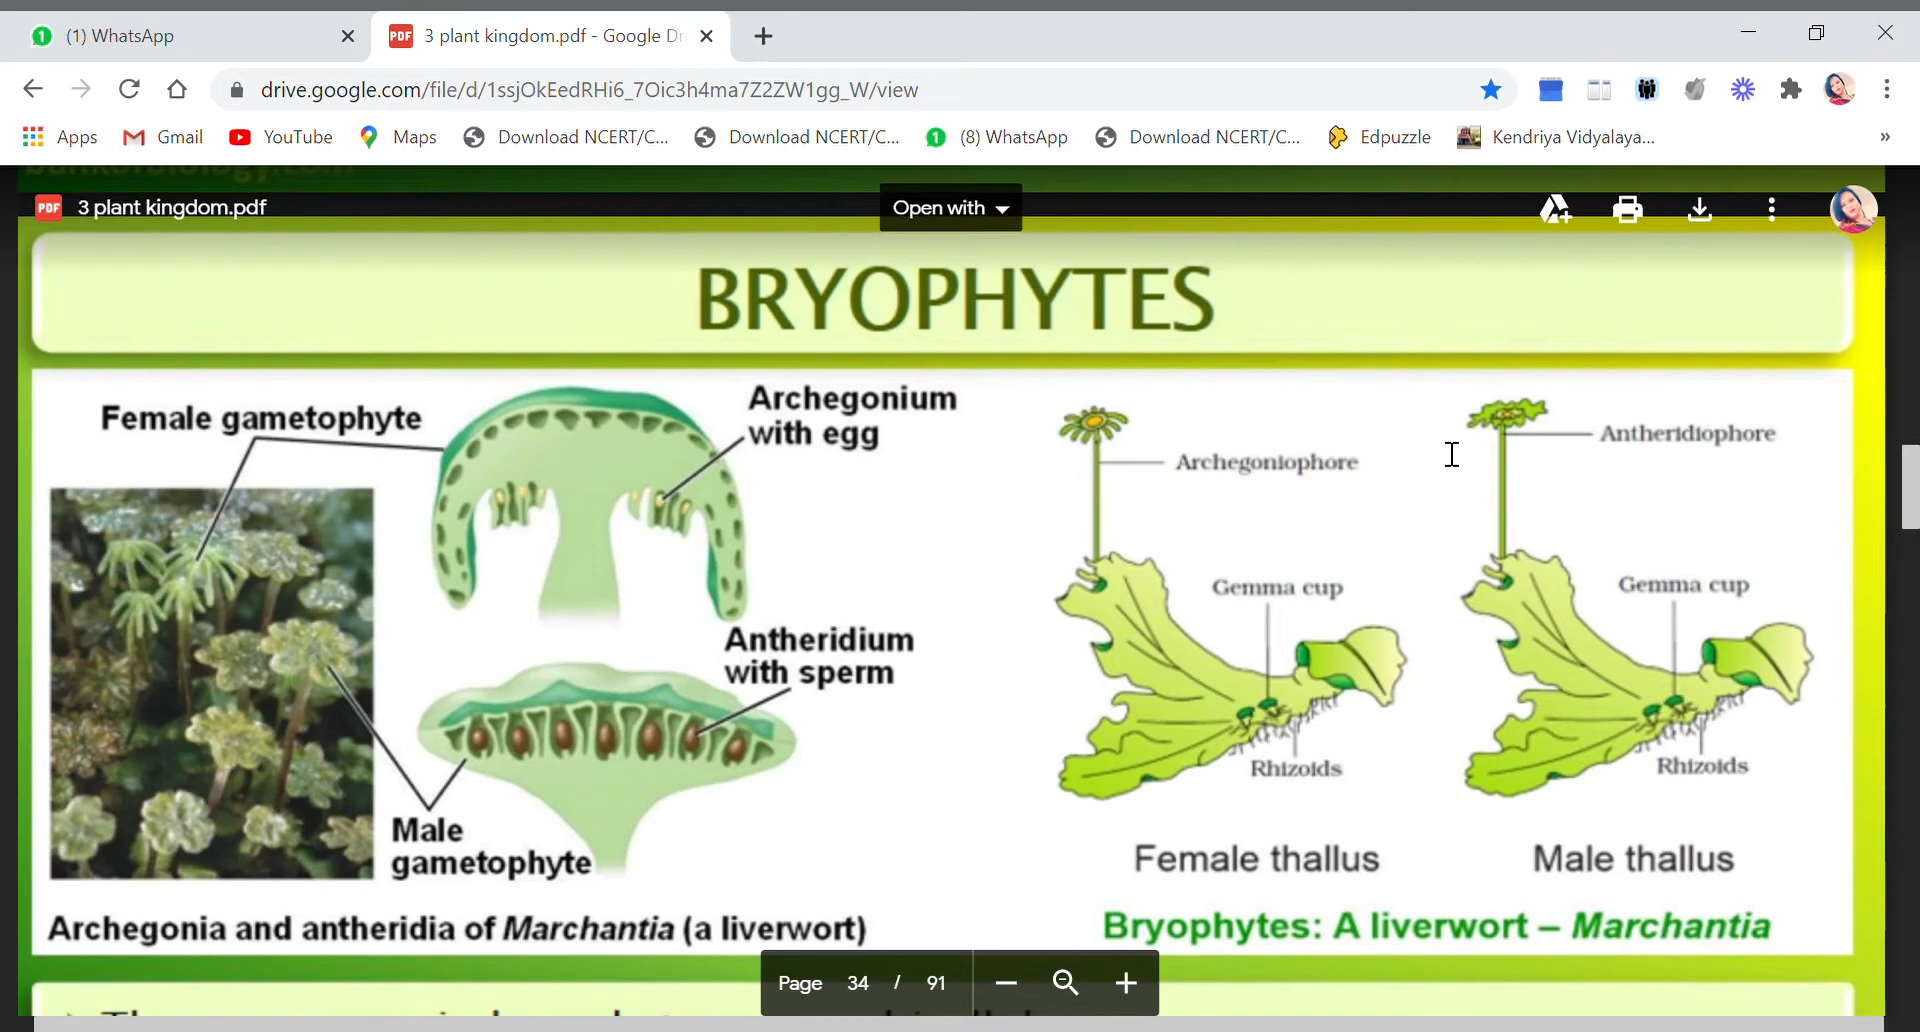 (1) WhatsApp
3 plant kingdom.pdf - Google Dr
drive.google.com/file/d/1ssjOkEedRHi6_7Oic3h4ma7Z2ZW1gg_W/view
Apps
Gmail
YouTube
Maps
Download NCERT/C...
Download NCERT/C...
(8) WhatsApp
Download NCERT/C...
Edpuzzle
Kendriya Vidyalaya...
»
PDF
3 plant kingdom.pdf
Open with
BRYOPHYTES
Female gametophyte
Archegonium
with egg
Antheridium
with sperm
Male
gametophyte
Archegonia and antheridia of Marchantia (a liverwort)
Archegoniophore
Gemma cup
Rhizoids
Female thallus
Antheridiophore
Gemma cup
Rhizoids
Male thallus
Bryophytes: A liverwort – Marchantia
Page 34 / 91